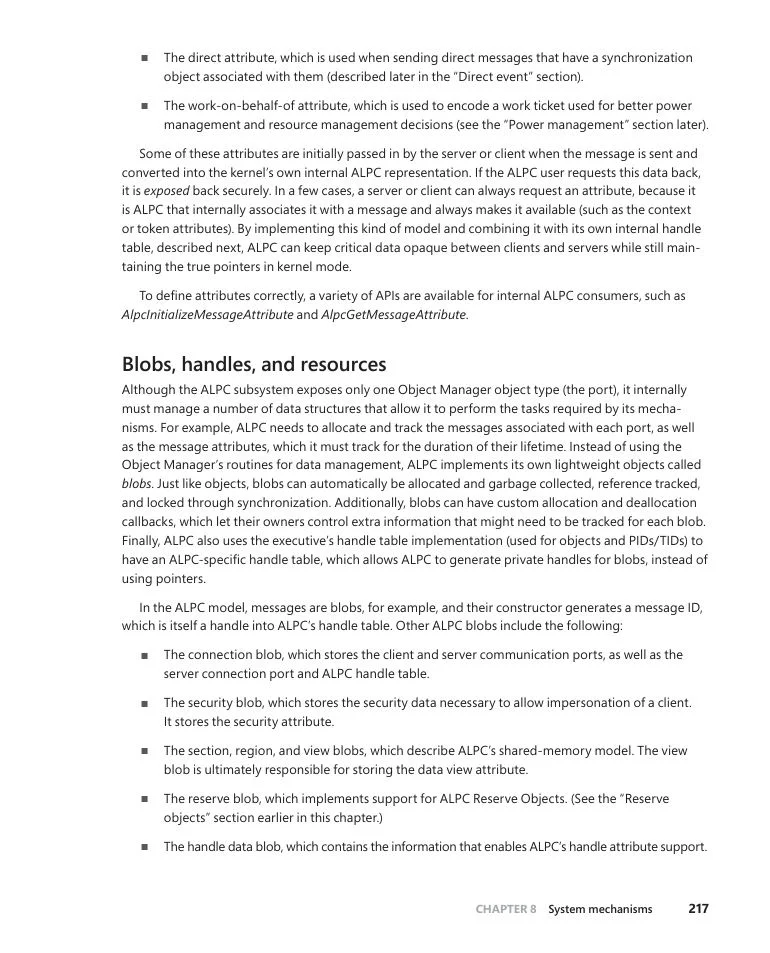 ■ The direct attribute, which is used when sending direct messages that have a synchronization
object associated with them (described later in the “Direct event” section).
■ The work-on-behalf-of attribute, which is used to encode a work ticket used for better power
management and resource management decisions (see the “Power management” section later).
Some of these attributes are initially passed in by the server or client when the message is sent and
converted into the kernel’s own internal ALPC representation. If the ALPC user requests this data back,
it is exposed back securely. In a few cases, a server or client can always request an attribute, because it
is ALPC that internally associates it with a message and always makes it available (such as the context
or token attributes). By implementing this kind of model and combining it with its own internal handle
table, described next, ALPC can keep critical data opaque between clients and servers while still main-
taining the true pointers in kernel mode.
To define attributes correctly, a variety of APIs are available for internal ALPC consumers, such as
AlpcInitializeMessageAttribute and AlpcGetMessageAttribute.
Blobs, handles, and resources
Although the ALPC subsystem exposes only one Object Manager object type (the port), it internally
must manage a number of data structures that allow it to perform the tasks required by its mecha-
nisms. For example, ALPC needs to allocate and track the messages associated with each port, as well
as the message attributes, which it must track for the duration of their lifetime. Instead of using the
Object Manager’s routines for data management, ALPC implements its own lightweight objects called
blobs. Just like objects, blobs can automatically be allocated and garbage collected, reference tracked,
and locked through synchronization. Additionally, blobs can have custom allocation and deallocation
callbacks, which let their owners control extra information that might need to be tracked for each blob.
Finally, ALPC also uses the executive’s handle table implementation (used for objects and PIDs/TIDs) to
have an ALPC-specific handle table, which allows ALPC to generate private handles for blobs, instead of
using pointers.
In the ALPC model, messages are blobs, for example, and their constructor generates a message ID,
which is itself a handle into ALPC’s handle table. Other ALPC blobs include the following:
■ The connection blob, which stores the client and server communication ports, as well as the
server connection port and ALPC handle table.
■ The security blob, which stores the security data necessary to allow impersonation of a client.
It stores the security attribute.
■ The section, region, and view blobs, which describe ALPC’s shared-memory model. The view
blob is ultimately responsible for storing the data view attribute.
■ The reserve blob, which implements support for ALPC Reserve Objects. (See the “Reserve
objects” section earlier in this chapter.)
■ The handle data blob, which contains the information that enables ALPC’s handle attribute support.
CHAPTER 8 System mechanisms 217